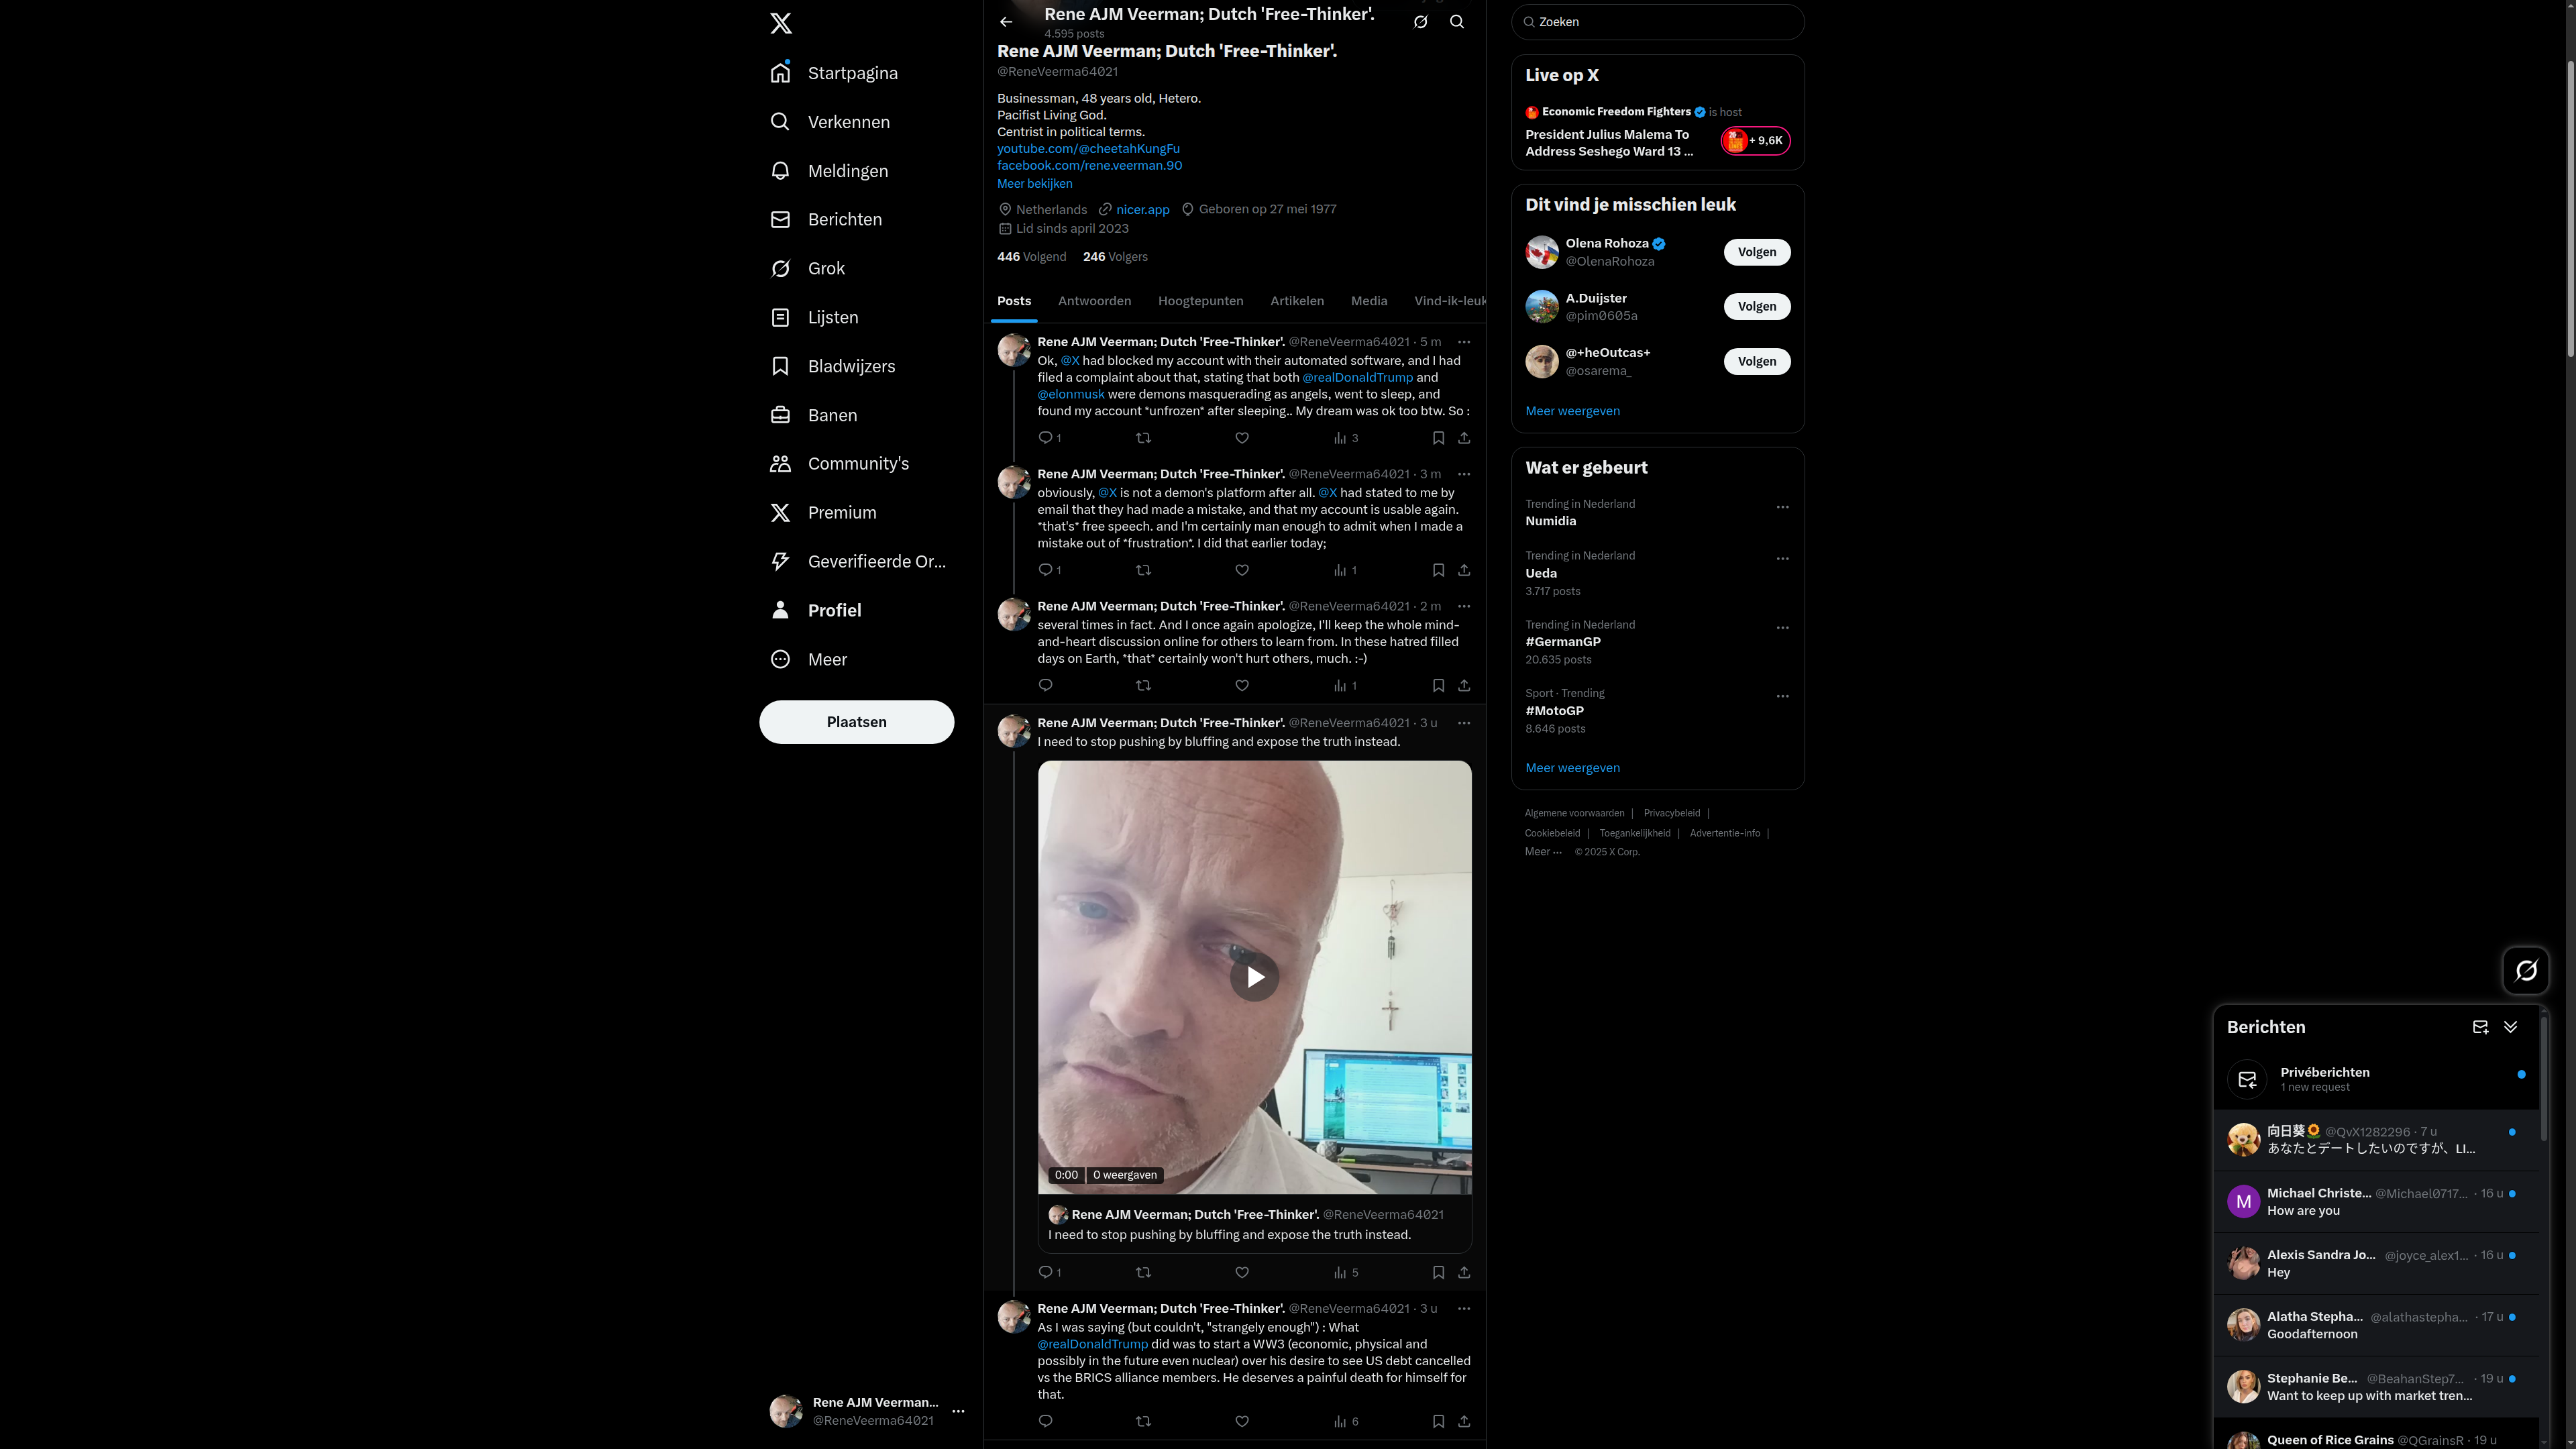 Startpagina
Verkennen
Meldingen
Berichten
Grok
Lijsten
Bladwijzers
Banen
Community's
Premium
Geverifieerde Or...
Profiel
Meer
Plaatsen
Rene AJM Veerman...
@ReneVeerma64021
Rene AJM Veerman; Dutch 'Free-Thinker'.
4.595 posts
Rene AJM Veerman; Dutch 'Free-Thinker'.
@ReneVeerma64021
Businessman, 48 years old, Hetero.
Pacifist Living God.
Centrist in political terms.
youtube.com/@cheetahKungFu
facebook.com/rene.veerman.90
Meer bekijken
Netherlands nicer.app Geboren op 27 mei 1977
Lid sinds april 2023
446 Volgend 246 Volgers
Posts Antwoorden Hoogtepunten Artikelen Media Vind-ik-leuk
Rene AJM Veerman; Dutch 'Free-Thinker'. @ReneVeerma64021 · 5 m
Ok, @X had blocked my account with their automated software, and I had
filed a complaint about that, stating that both @realDonaldTrump and
@elonmusk were demons masquerading as angels, went to sleep, and
found my account *unfrozen* after sleeping.. My dream was ok too btw. So :
1 3
Rene AJM Veerman; Dutch 'Free-Thinker'. @ReneVeerma64021 · 3 m
obviously, @X is not a demon's platform after all. @X had stated to me by
email that they had made a mistake, and that my account is usable again.
*that's* free speech. and I'm certainly man enough to admit when I made a
mistake out of *frustration*. I did that earlier today;
1 1
Rene AJM Veerman; Dutch 'Free-Thinker'. @ReneVeerma64021 · 2 m
several times in fact. And I once again apologize, I'll keep the whole mind-
and-heart discussion online for others to learn from. In these hatred filled
days on Earth, *that* certainly won't hurt others, much. :-)
1
Rene AJM Veerman; Dutch 'Free-Thinker'. @ReneVeerma64021 · 3 u
I need to stop pushing by bluffing and expose the truth instead.
0:00 0 weergaven
Rene AJM Veerman; Dutch 'Free-Thinker'. @ReneVeerma64021
I need to stop pushing by bluffing and expose the truth instead.
1 5
Rene AJM Veerman; Dutch 'Free-Thinker'. @ReneVeerma64021 · 3 u
As I was saying (but couldn't, "strangely enough") : What
@realDonaldTrump did was to start a WW3 (economic, physical and
possibly in the future even nuclear) over his desire to see US debt cancelled
vs the BRICS alliance members. He deserves a painful death for himself for
that.
6
Zoeken
Live op X
Economic Freedom Fighters is host
President Julius Malema To
Address Seshego Ward 13 ...
+ 9,6K
Dit vind je misschien leuk
Olena Rohoza
@OlenaRohoza
Volgen
A.Duijster
@pim0605a
Volgen
@+heOutcas+
@osarema_
Volgen
Meer weergeven
Wat er gebeurt
Trending in Nederland
Numidia
Trending in Nederland
Ueda
3.717 posts
Trending in Nederland
#GermanGP
20.635 posts
Sport · Trending
#MotoGP
8.646 posts
Meer weergeven
Algemene voorwaarden | Privacybeleid |
Cookiebeleid | Toegankelijkheid | Advertentie-info |
Meer ... © 2025 X Corp.
Berichten
Privéberichten
1 new request
向日葵🌻 @QvX1282296 · 7 u
あなたとデートしたいのですが、LI...
M
Michael Christe... @Michael0717... · 16 u
How are you
Alexis Sandra Jo... @joyce_alex1... · 16 u
Hey
Alatha Stepha... @alathastepha... · 17 u
Goodafternoon
Stephanie Be... @BeahanStep7... · 19 u
Want to keep up with market tren...
Queen of Rice Grains @QGrainsR · 19 u